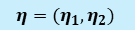 η = (η₁, η₂)